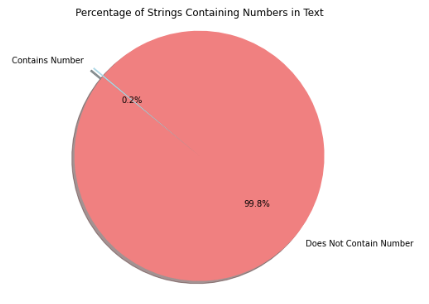 Percentage of Strings Containing Numbers in Text
Contains Number
0.2%
99.8%
Does Not Contain Number